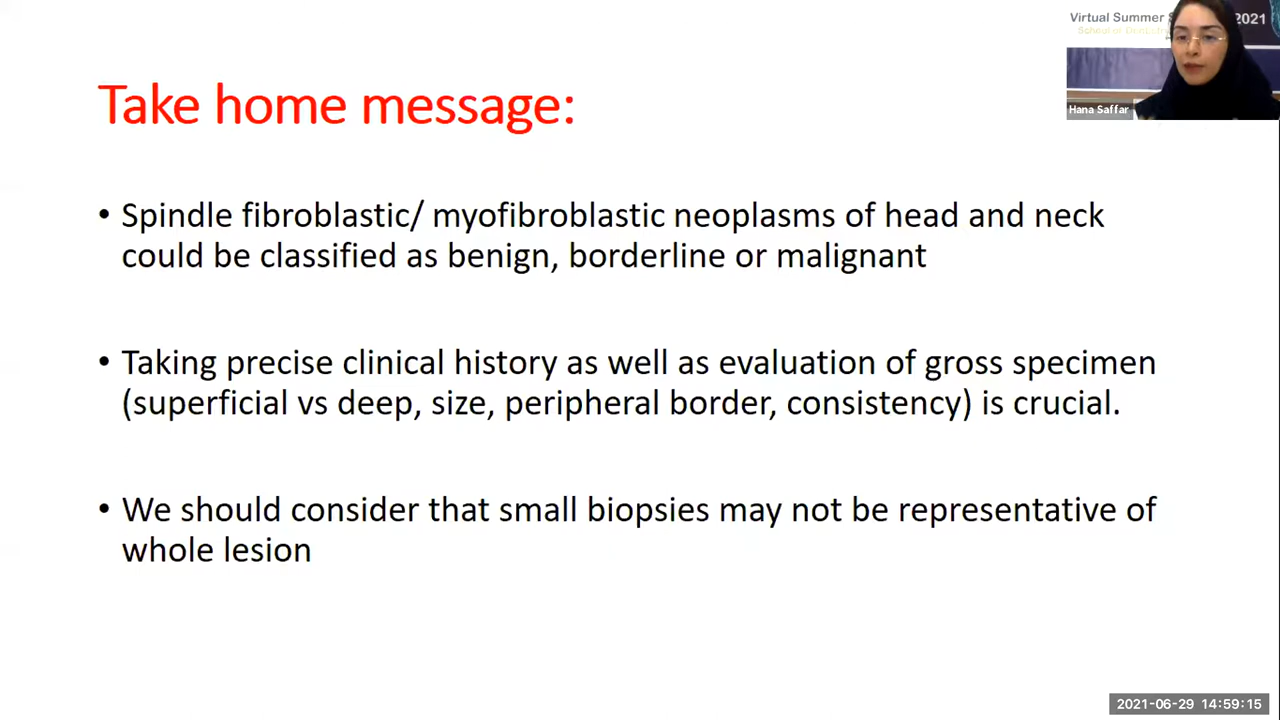 Virtual Summer S
2021
School of Dentist
Hana Saffar
Take home message:
• Spindle fibroblastic/ myofibroblastic neoplasms of head and neck
could be classified as benign, borderline or malignant
• Taking precise clinical history as well as evaluation of gross specimen
(superficial vs deep, size, peripheral border, consistency) is crucial.
• We should consider that small biopsies may not be representative of
whole lesion
2021-06-29 14:59:15